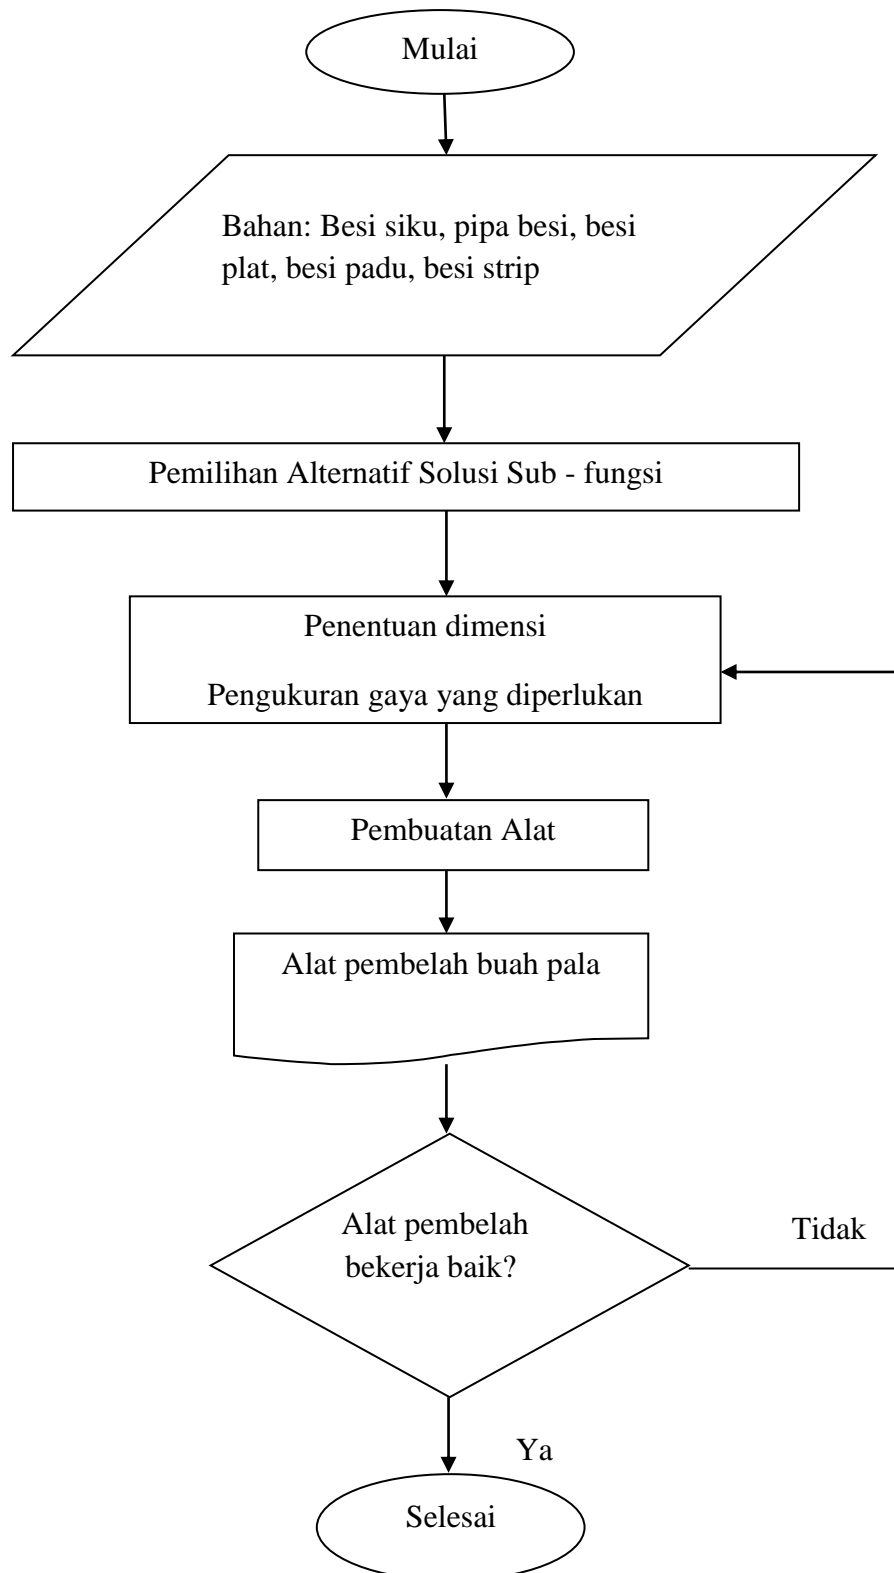 Mulai
Bahan: Besi siku, pipa besi, besi
plat, besi padu, besi strip
Pemilihan Alternatif Solusi Sub - fungsi
Penentuan dimensi
Pengukuran gaya yang diperlukan
Pembuatan Alat
Alat pembelah buah pala
Alat pembelah
bekerja baik?
Tidak
Ya
Selesai